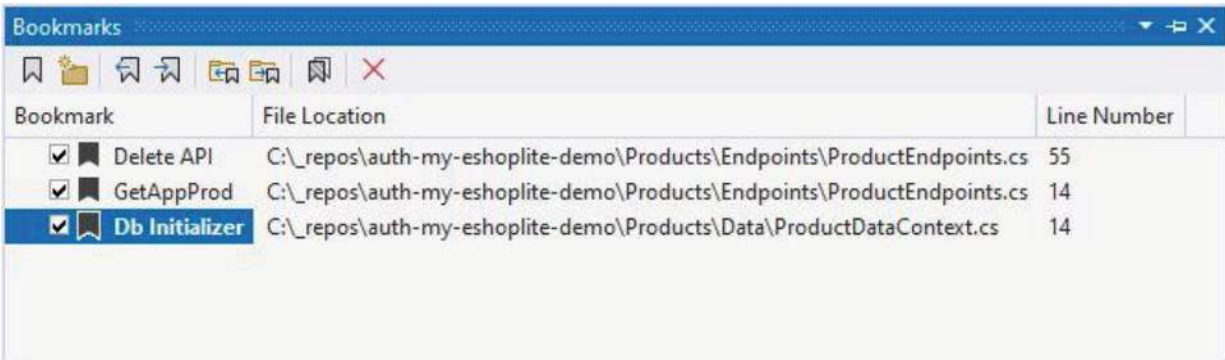 Bookmarks
Bookmark File Location Line Number
Delete API C:\_repos\auth-my-eshoplite-demo\Products\Endpoints\ProductEndpoints.cs 55
GetAppProd C:\_repos\auth-my-eshoplite-demo\Products\Endpoints\ProductEndpoints.cs 14
Db Initializer C:\_repos\auth-my-eshoplite-demo\Products\Data\ProductDataContext.cs 14